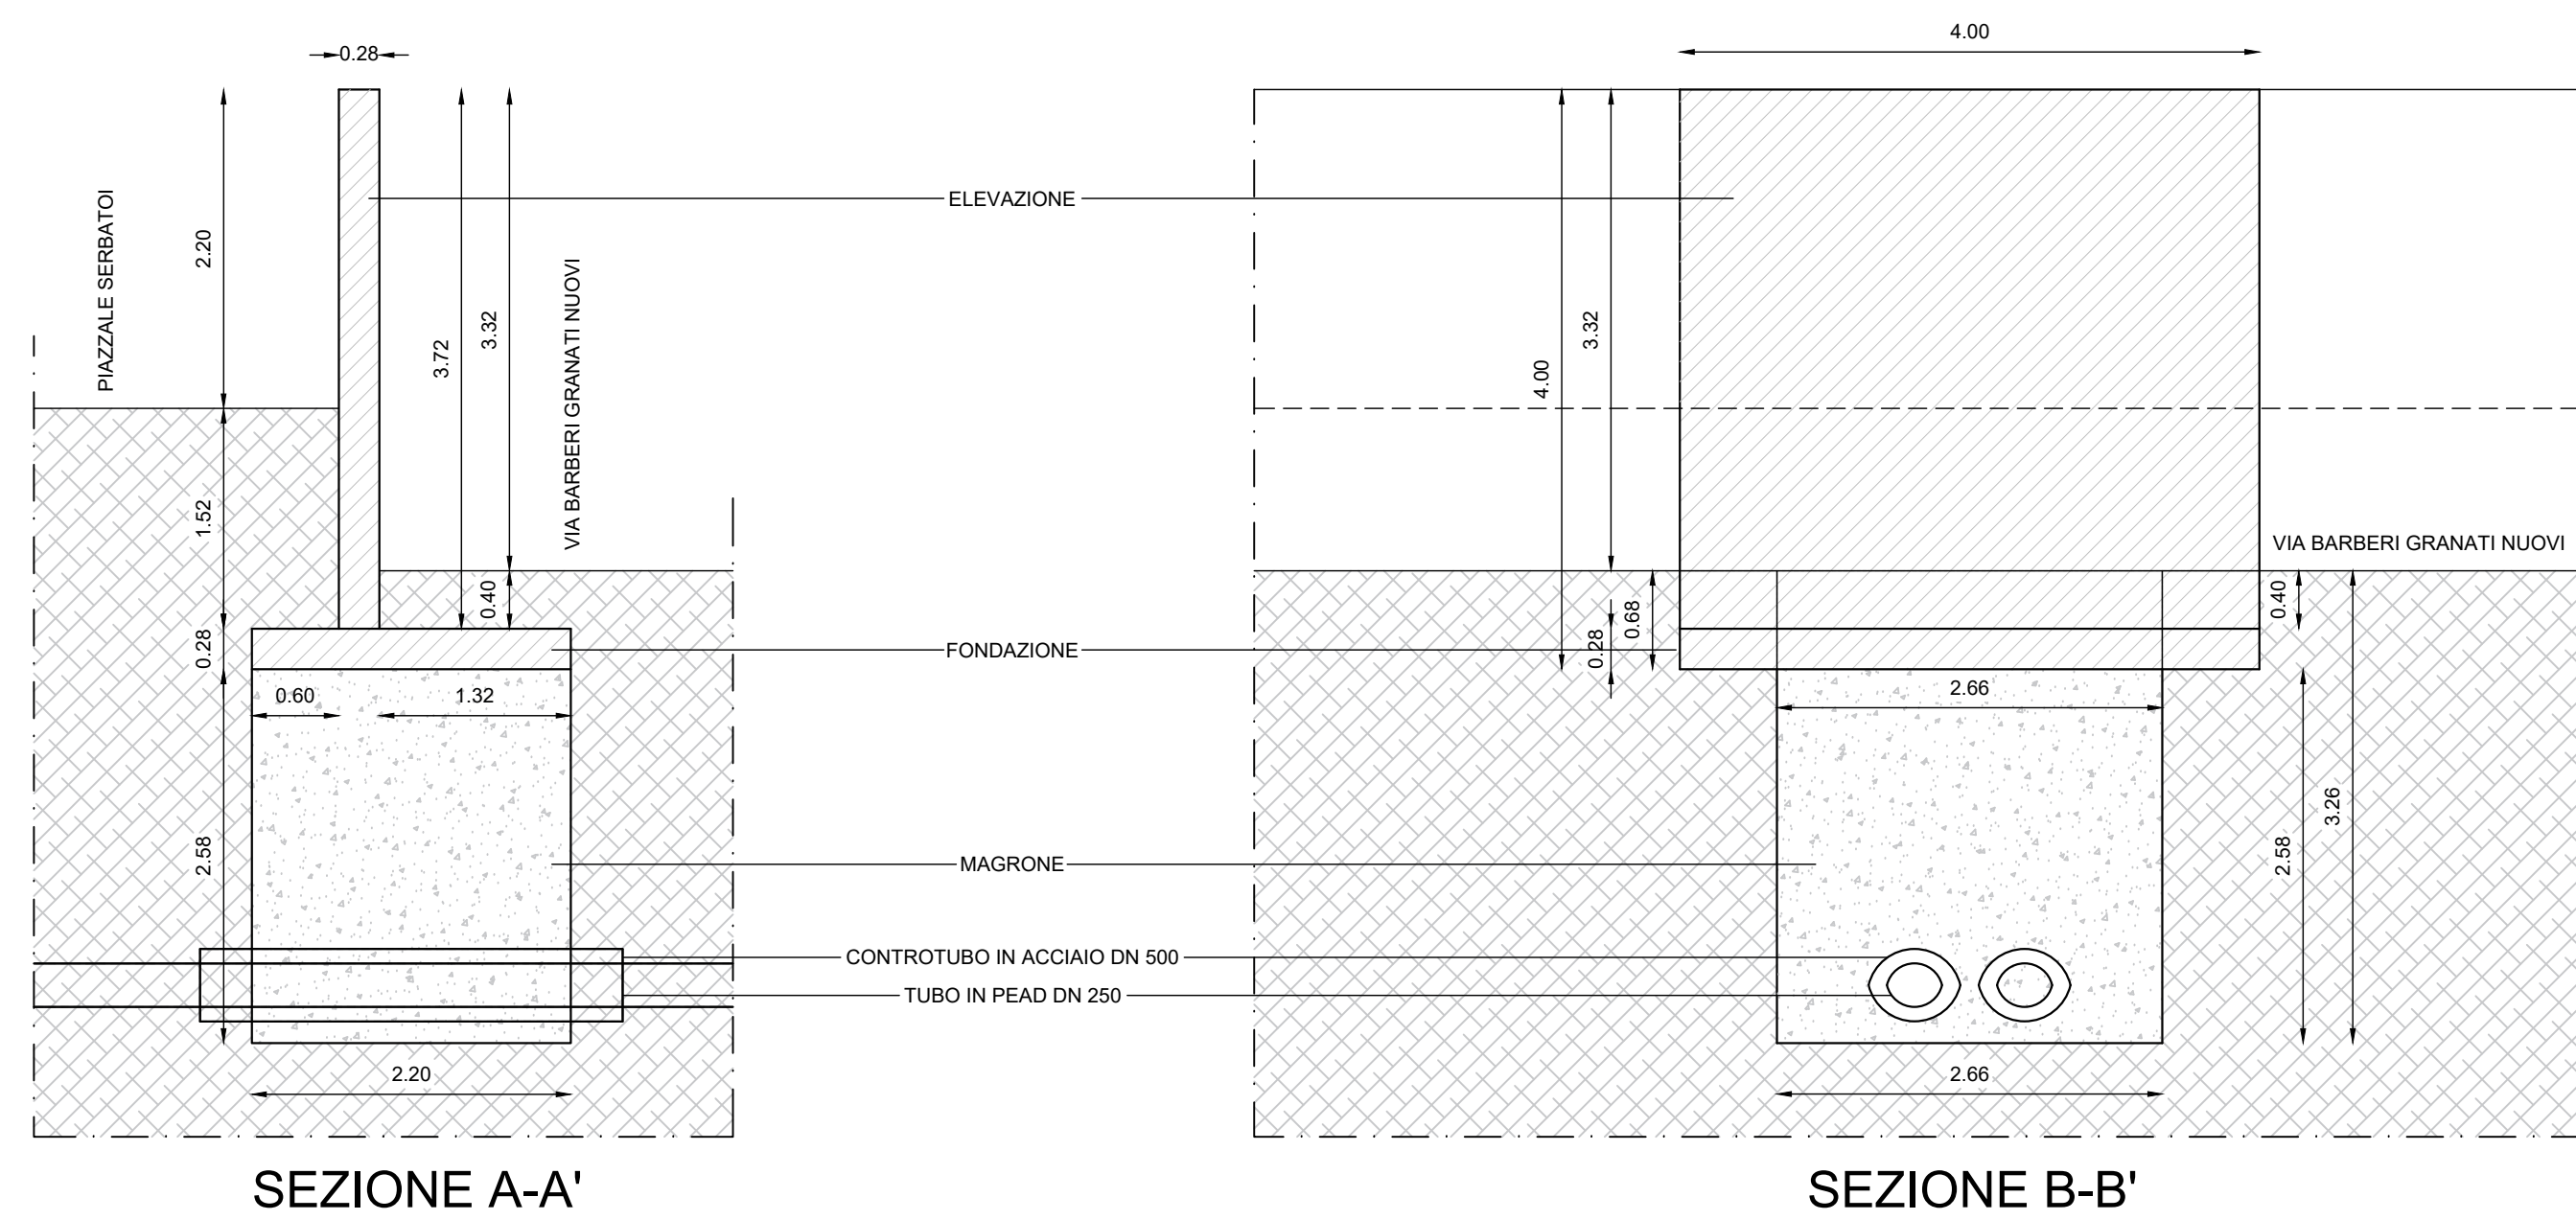 0.28
4.00
2.20
PIAZZALE SERBATOI
3.72
3.32
VIA BARBERI GRANATI NUOVI
ELEVAZIONE
4.00
3.32
1.52
0.40
0.28
0.60
1.32
2.58
2.20
FONDAZIONE
MAGRONE
CONTROTUBO IN ACCIAIO DN 500
TUBO IN PEAD DN 250
0.28
0.68
VIA BARBERI GRANATI NUOVI
0.40
2.66
3.26
2.58
2.66
SEZIONE A-A'
SEZIONE B-B'